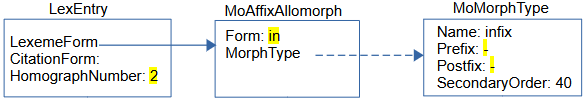 LexEntry
LexemeForm
CitationForm:
HomographNumber: 2
MoAffixAllomorph
Form: in
MorphType
MoMorphType
Name: infix
Prefix: -
Postfix: -
SecondaryOrder: 40